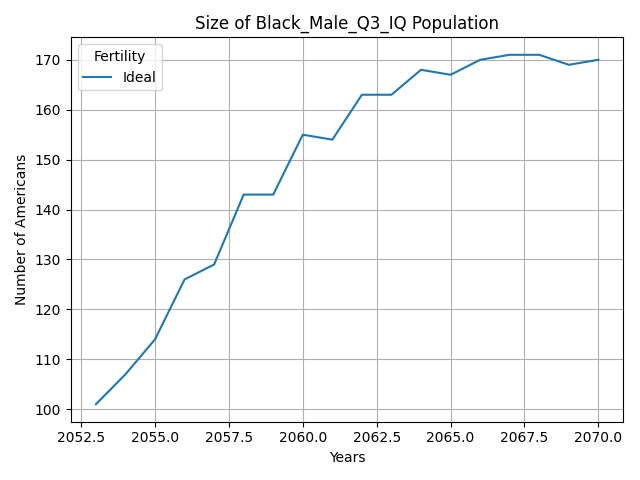 Size of Black_Male_Q3_IQ Population
Fertility
Ideal
170
160
150
140
130
120
110
100
Number of Americans
2052.5 2055.0 2057.5 2060.0 2062.5 2065.0 2067.5 2070.0
Years